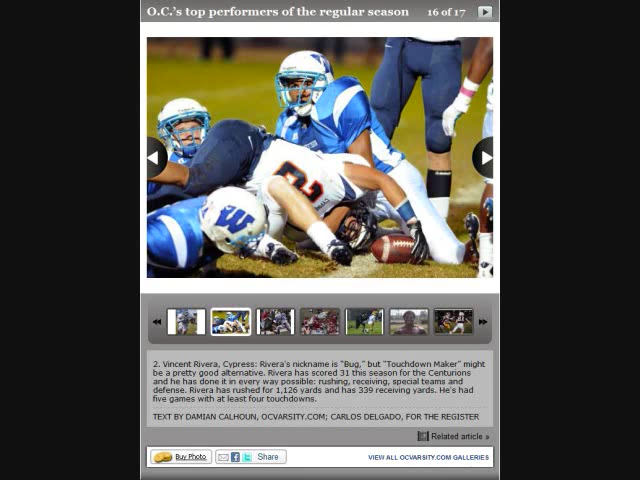 O.C.'s top performers of the regular season 16 of 17
W
2
W
2. Vincent Rivera, Cypress: Rivera's nickname is "Bug," but "Touchdown Maker" might
be a pretty good alternative. Rivera has scored 31 this season for the Centurions
and he has done it in every way possible: rushing, receiving, special teams and
defense. Rivera has rushed for 1,126 yards and has 339 receiving yards. He's had
five games with at least four touchdowns.
TEXT BY DAMIAN CALHOUN, OCVARSITY.COM; CARLOS DELGADO, FOR THE REGISTER
Related article »
Buy Photo
Share
VIEW ALL OCVARSITY.COM GALLERIES